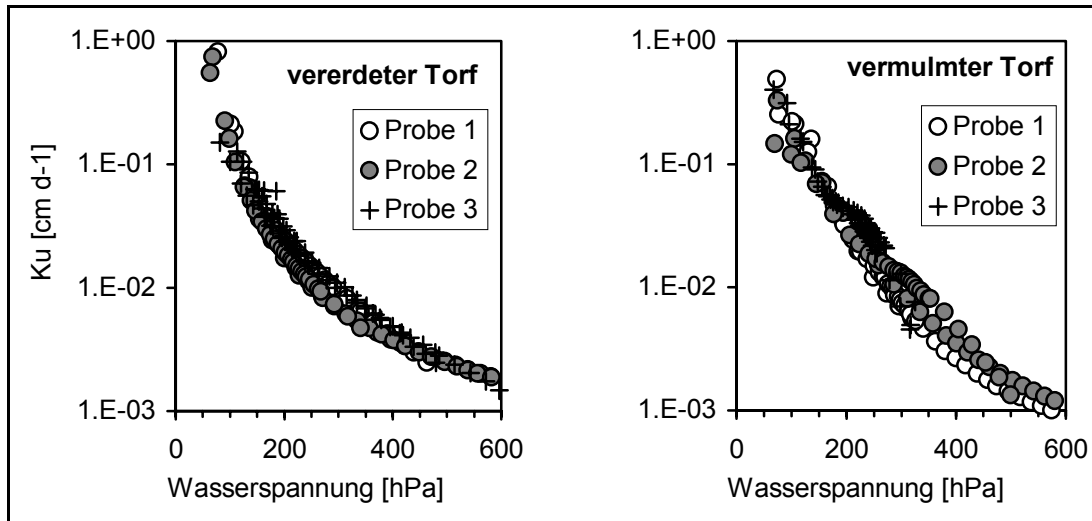 vererdeter Torf
Probe 1
Probe 2
Probe 3
Ku [cm d-1]
1.E+00
1.E-01
1.E-02
1.E-03
0
200
400
600
Wasserspannung [hPa]
vermulmter Torf
Probe 1
Probe 2
Probe 3
1.E+00
1.E-01
1.E-02
1.E-03
0
200
400
600
Wasserspannung [hPa]